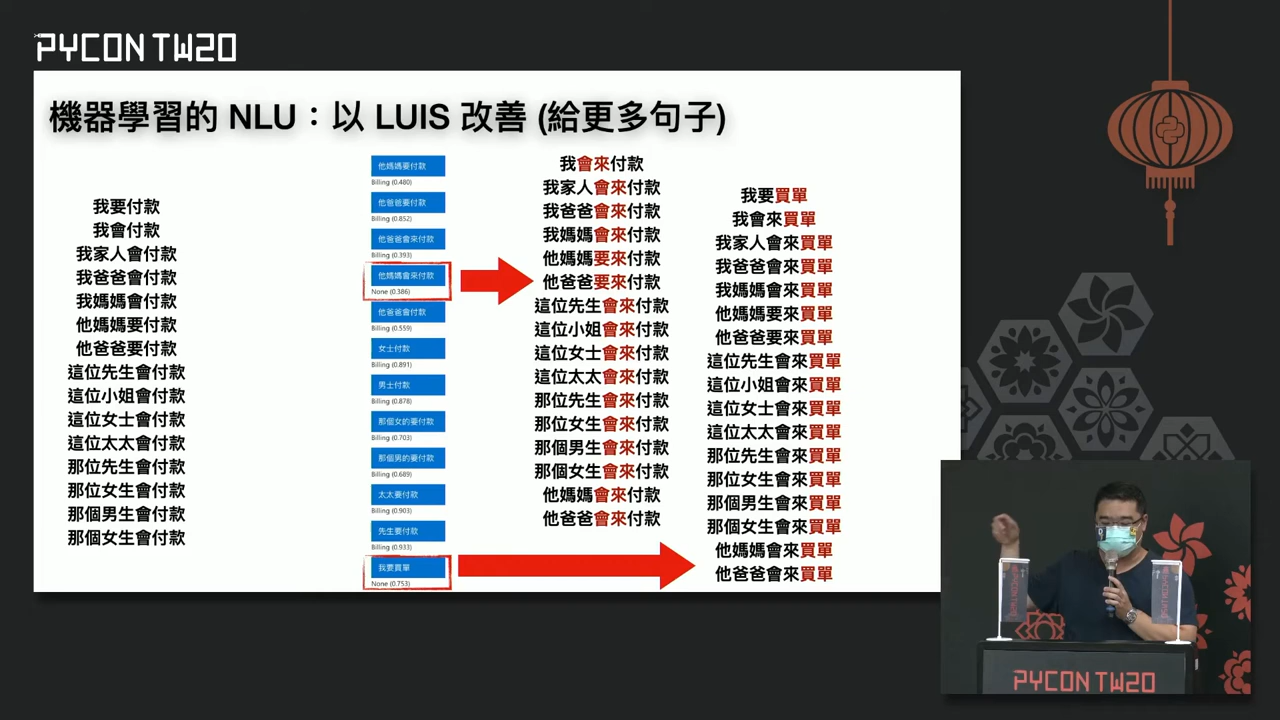 PYCON TW20
機器學習的 NLU：以 LUIS 改善 (給更多句子)
我要付款
我會付款
我家人會付款
我爸爸會付款
我媽媽會付款
他媽媽要付款
他爸爸要付款
這位先生會付款
這位小姐會付款
這位女士會付款
這位太太會付款
那位先生會付款
那位女生會付款
那個男生會付款
那個女生會付款
他媽媽要付款
Billing (0.480)
他爸爸要付款
Billing (0.852)
他爸爸會來付款
Billing (0.393)
他媽媽會來付款
None (0.386)
他爸爸會付款
Billing (0.559)
女士付款
Billing (0.891)
男士付款
Billing (0.878)
那個女的要付款
Billing (0.703)
那個男的要付款
Billing (0.689)
太太要付款
Billing (0.903)
先生要付款
Billing (0.933)
我要買單
None (0.753)
我會來付款
我家人會來付款
我爸爸會來付款
我媽媽會來付款
他媽媽要來付款
他爸爸要來付款
這位先生會來付款
這位小姐會來付款
這位女士會來付款
這位太太會來付款
那位先生會來付款
那位女生會來付款
那個男生會來付款
那個女生會來付款
他媽媽會來付款
他爸爸會來付款
我要買單
我會來買單
我家人會來買單
我爸爸會來買單
我媽媽會來買單
他媽媽要來買單
他爸爸要來買單
這位先生會來買單
這位小姐會來買單
這位女士會來買單
這位太太會來買單
那位先生會來買單
那位女生會來買單
那個男生會來買單
那個女生會來買單
他媽媽會來買單
他爸爸會來買單
PYCON TW20
PYCON TW20
PYCON TW20